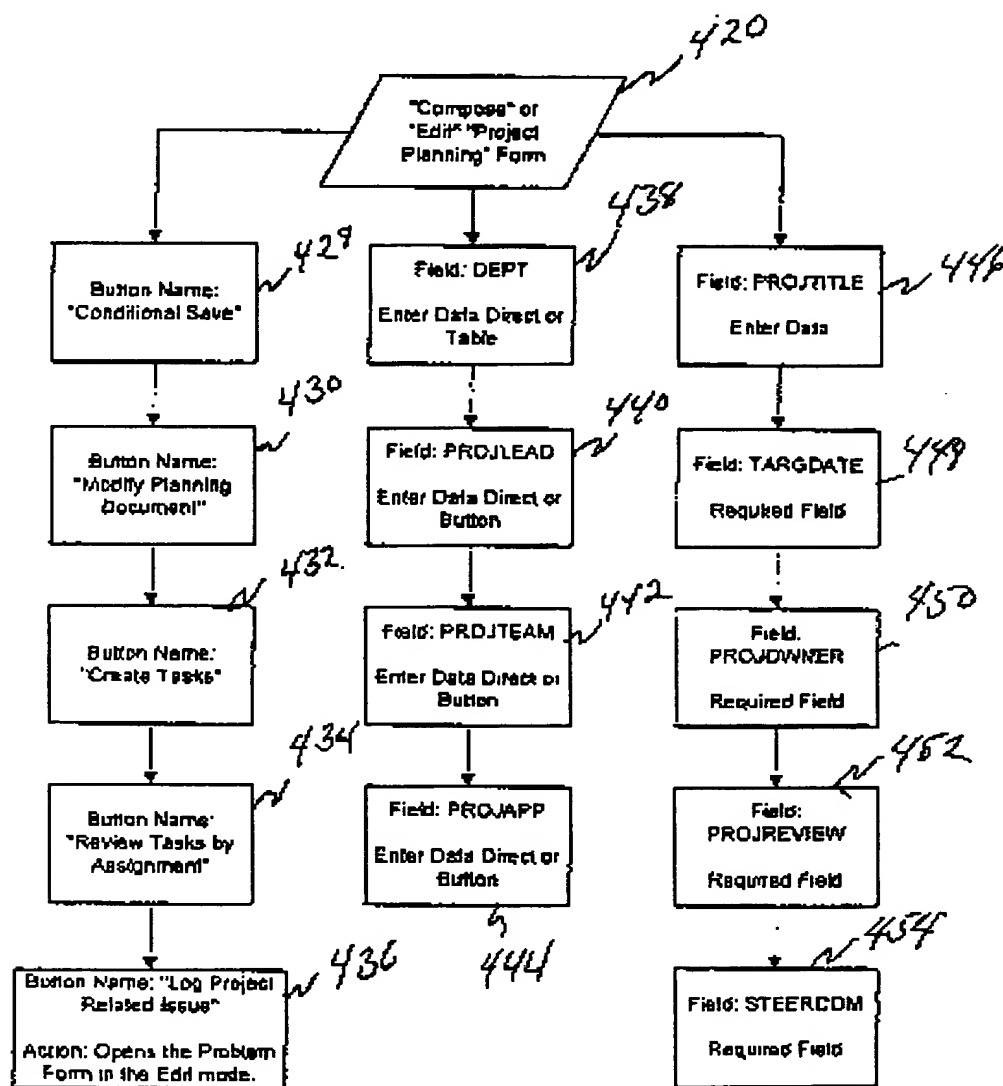 420
"Compose" or
"Edit" "Project
Planning" Form
428
Button Name:
"Conditional Save"
430
Button Name:
"Modify Planning
Document"
432
Button Name:
"Create Tasks"
434
Button Name:
"Review Tasks by
Assignment"
436
Button Name: "Log Project
Related Issue"
Action: Opens the Problem
Form in the Edit mode.
438
Field: DEPT
Enter Data Direct or
Table
440
Field: PROJLEAD
Enter Data Direct or
Button
442
Field: PROJTEAM
Enter Data Direct or
Button
Field: PROJAPP
Enter Data Direct or
Button
444
446
Field: PROJTITLE
Enter Data
448
Field: TARGDATE
Required Field
450
Field:
PROJOWNER
Required Field
452
Field:
PROJREVIEW
Required Field
454
Field: STEERCOM
Required Field